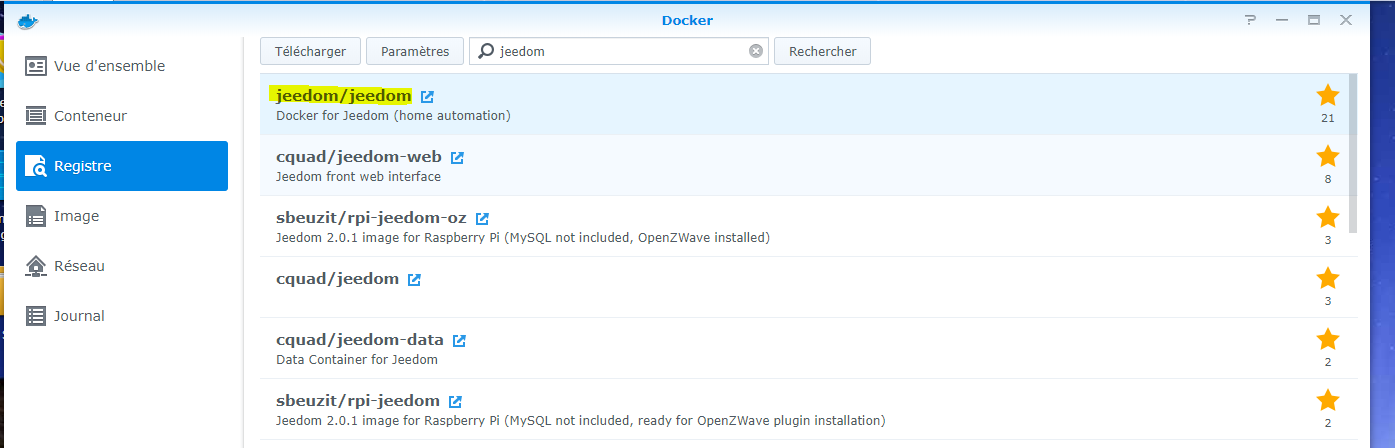 Docker
Télécharger Paramètres jeedom Rechercher
Vue d'ensemble
Conteneur
Registre
Image
Réseau
Journal
jeedom/jeedom
Docker for Jeedom (home automation)
21
cquad/jeedom-web
Jeedom front web interface
8
sbeuzit/rpi-jeedom-oz
Jeedom 2.0.1 image for Raspberry Pi (MySQL not included, OpenZWave installed)
3
cquad/jeedom
3
cquad/jeedom-data
Data Container for Jeedom
2
sbeuzit/rpi-jeedom
Jeedom 2.0.1 image for Raspberry Pi (MySQL not included, ready for OpenZWave plugin installation)
2